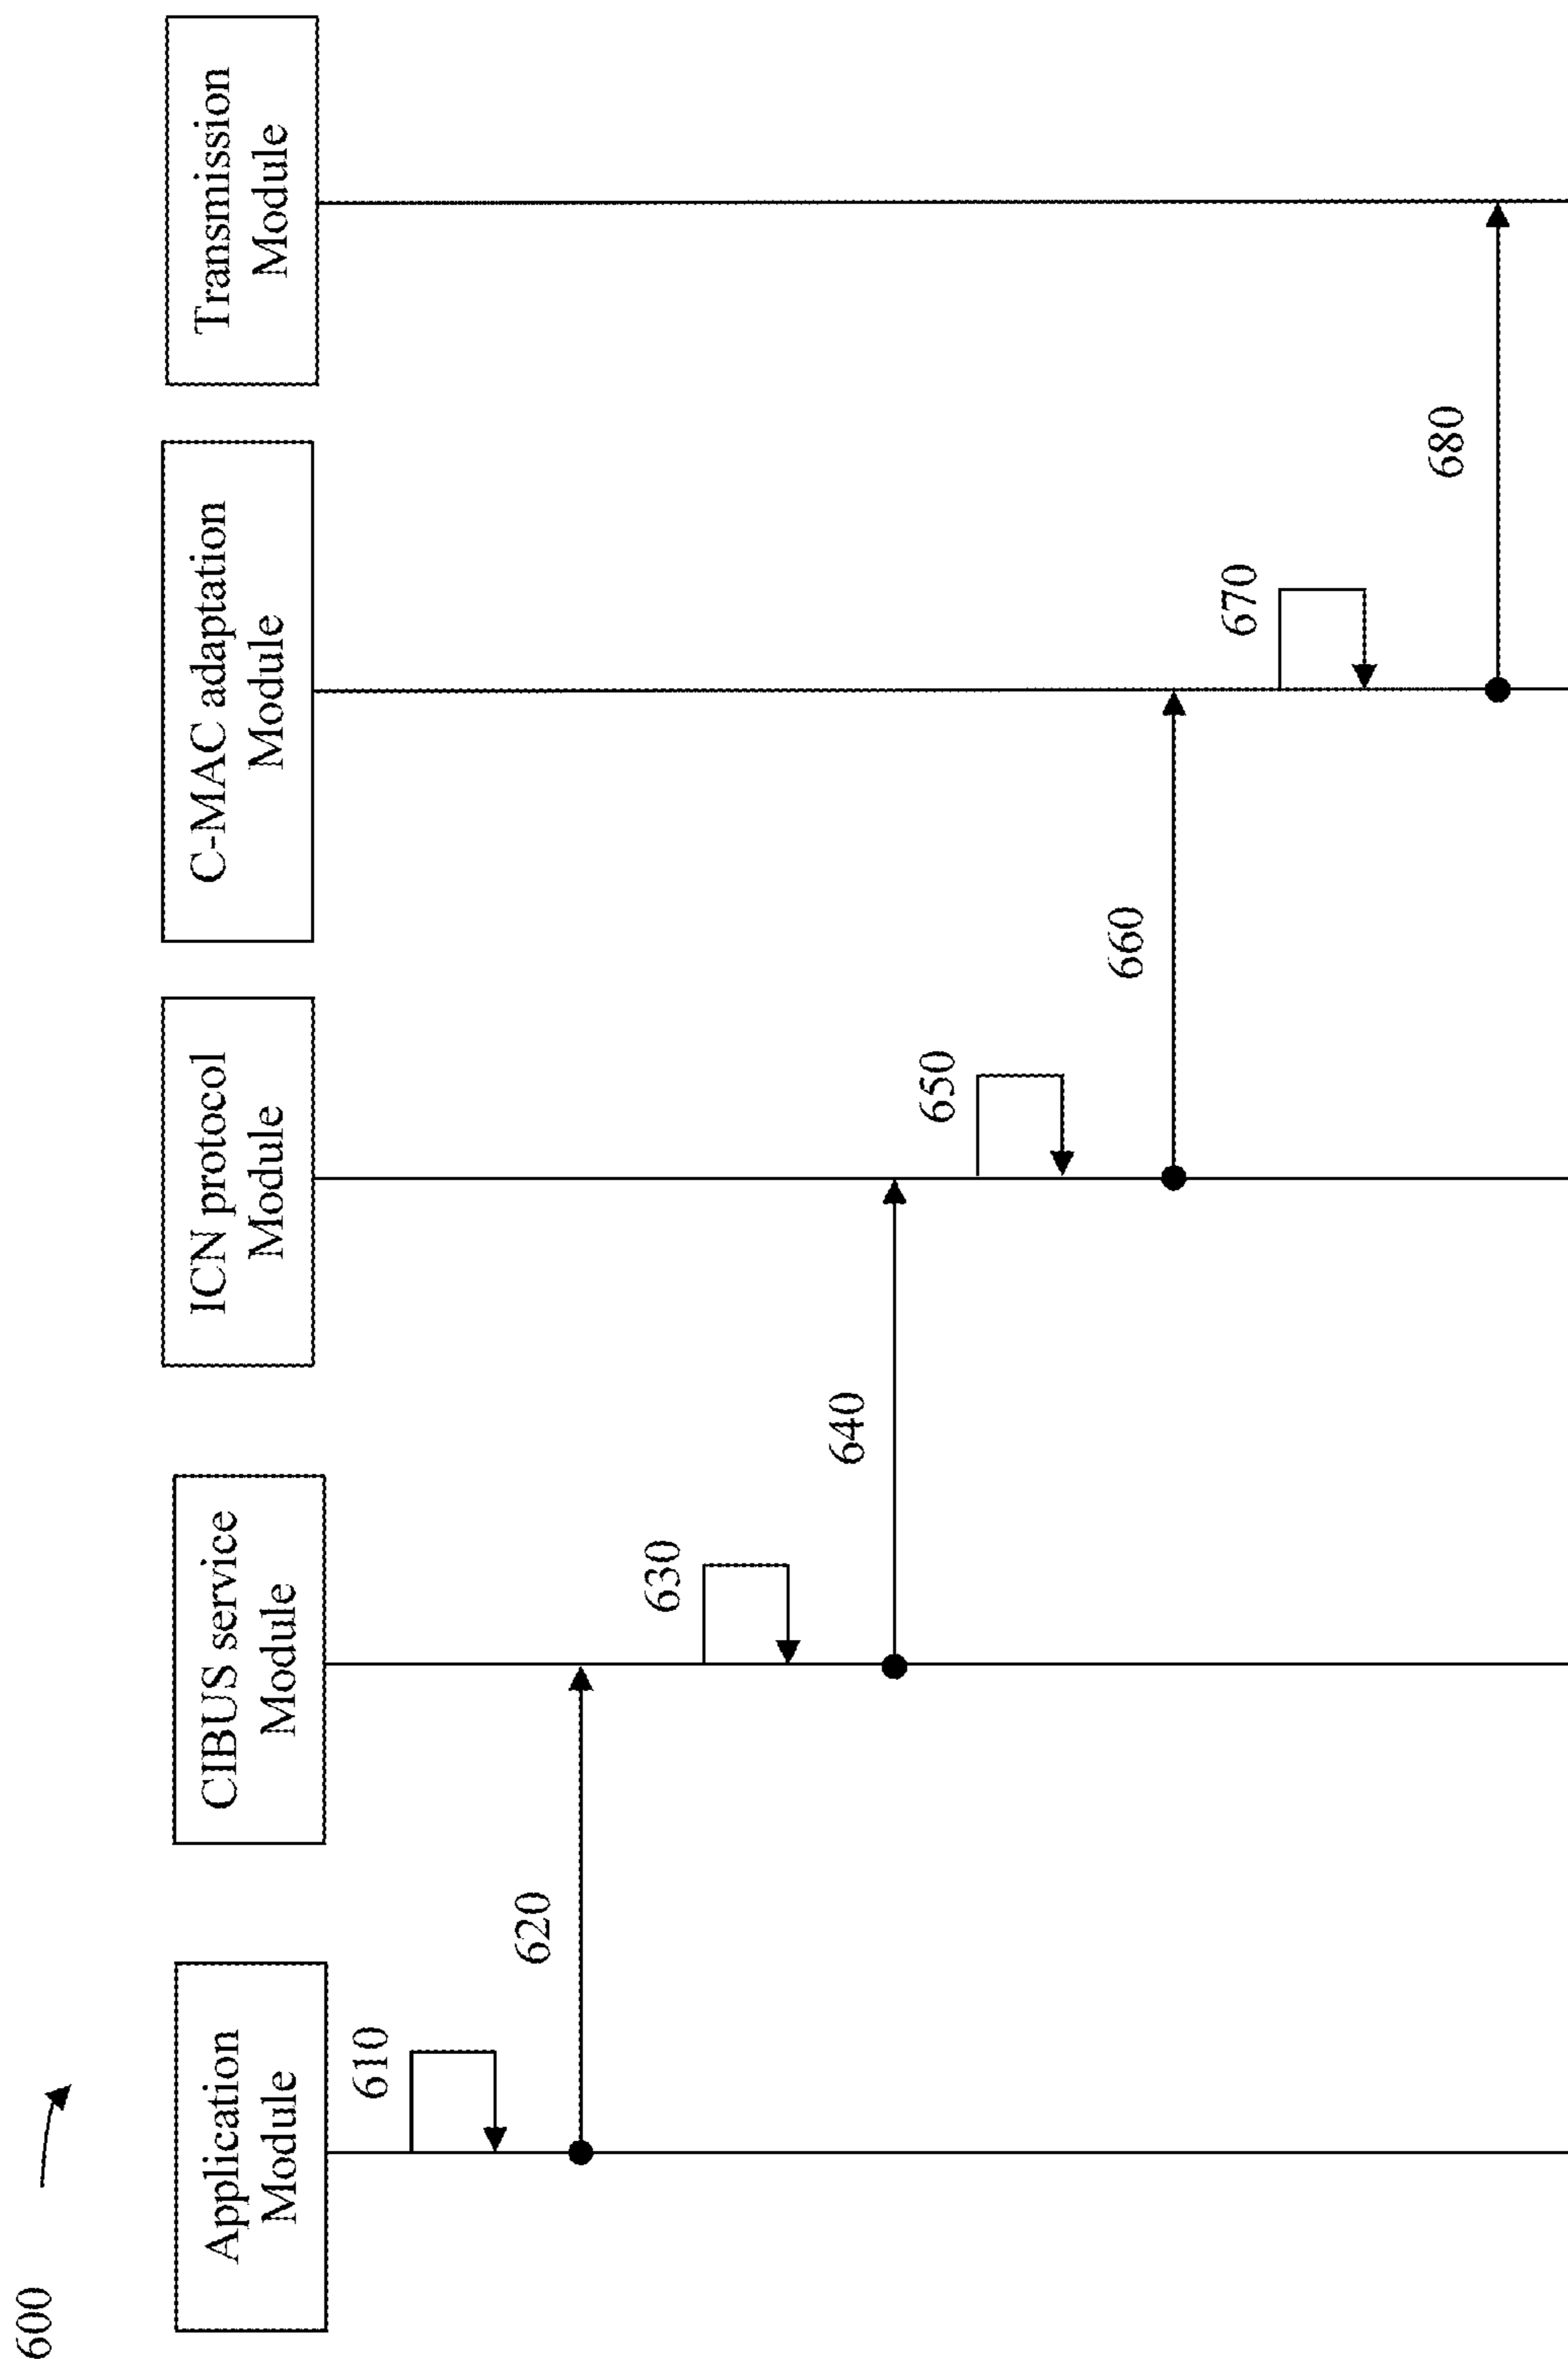 600
Application
Module
CIBUS service
Module
ICN protocol
Module
C-MAC adaptation
Module
Transmission
Module
610
620
630
640
650
660
670
680